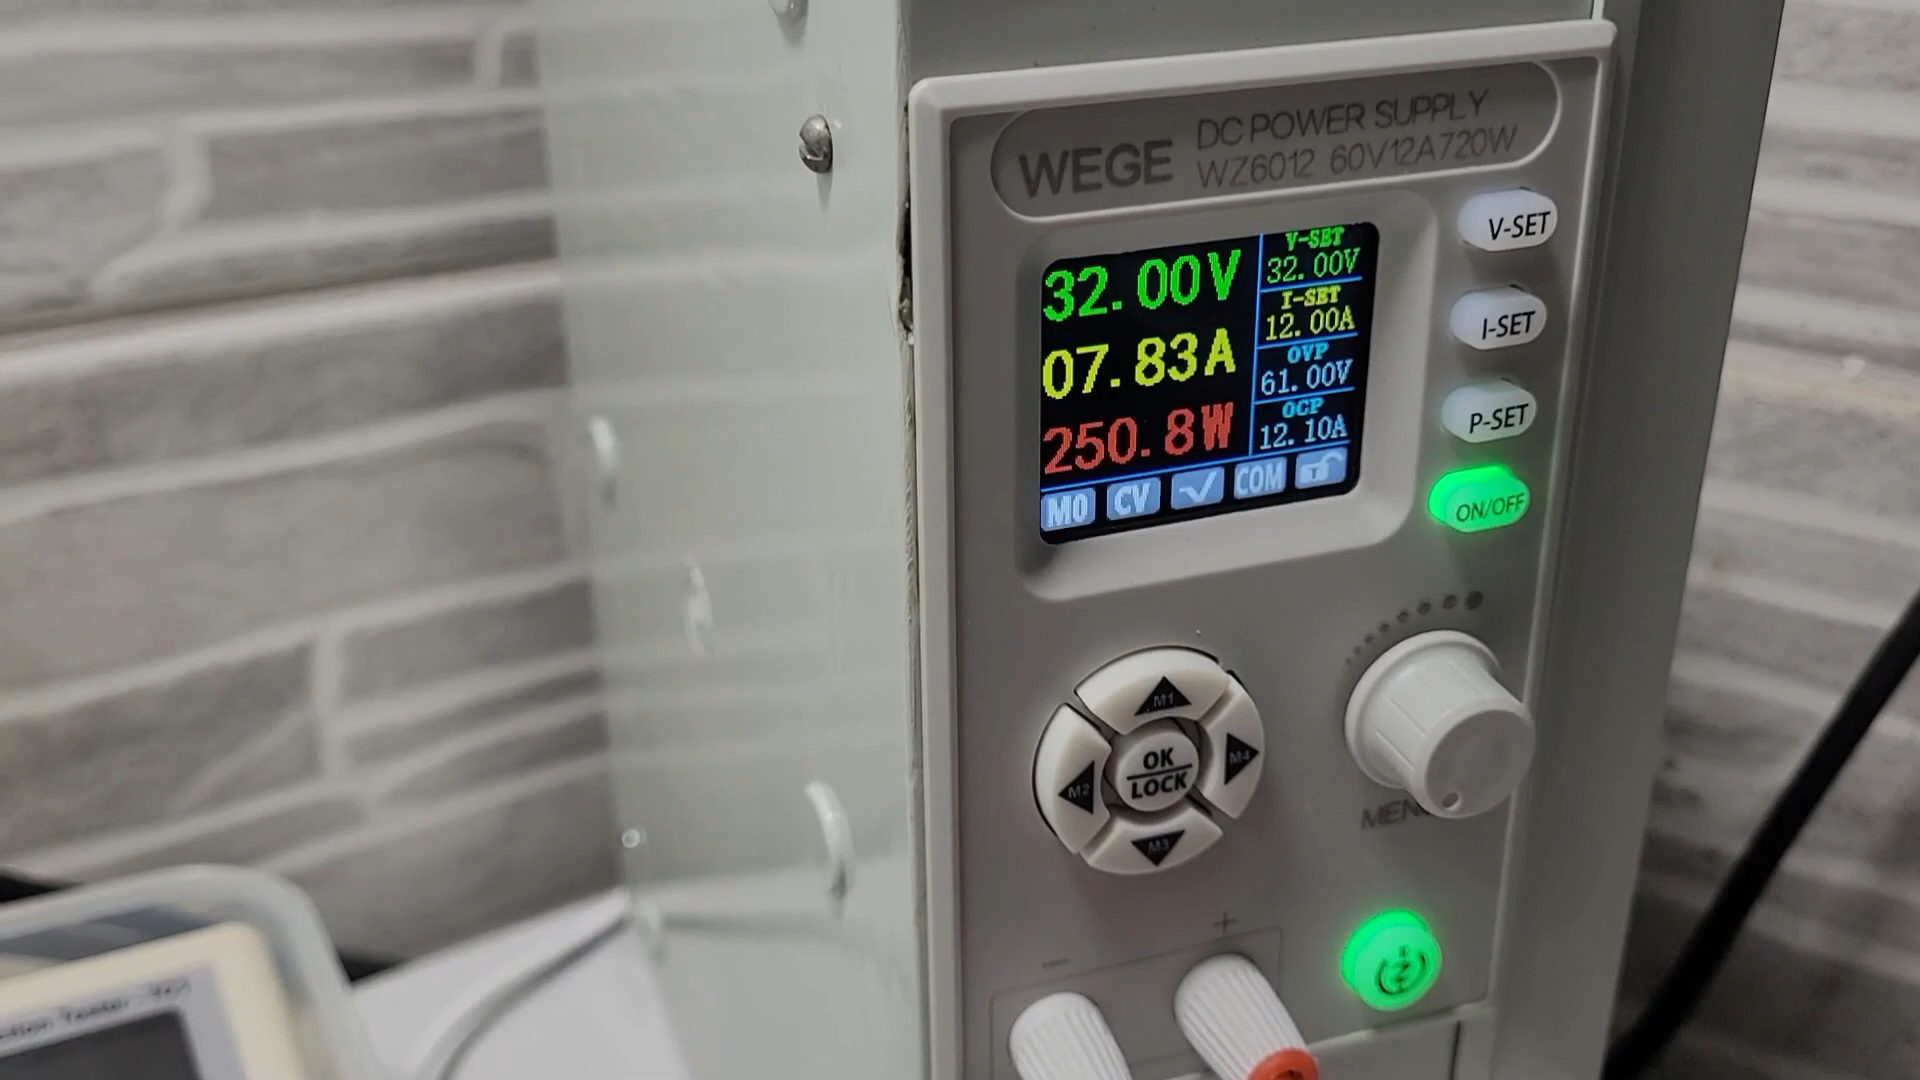 WEGE
DC POWER SUPPLY
WZ6012 60V12A720W
32.00V
07.83A
250.8W
V-SET
32.00V
I-SET
12.00A
OVP
61.00V
OCP
12.10A
M0 CV COM
V-SET
I-SET
P-SET
ON/OFF
M1
M2
OK
LOCK
M4
M3
+
-